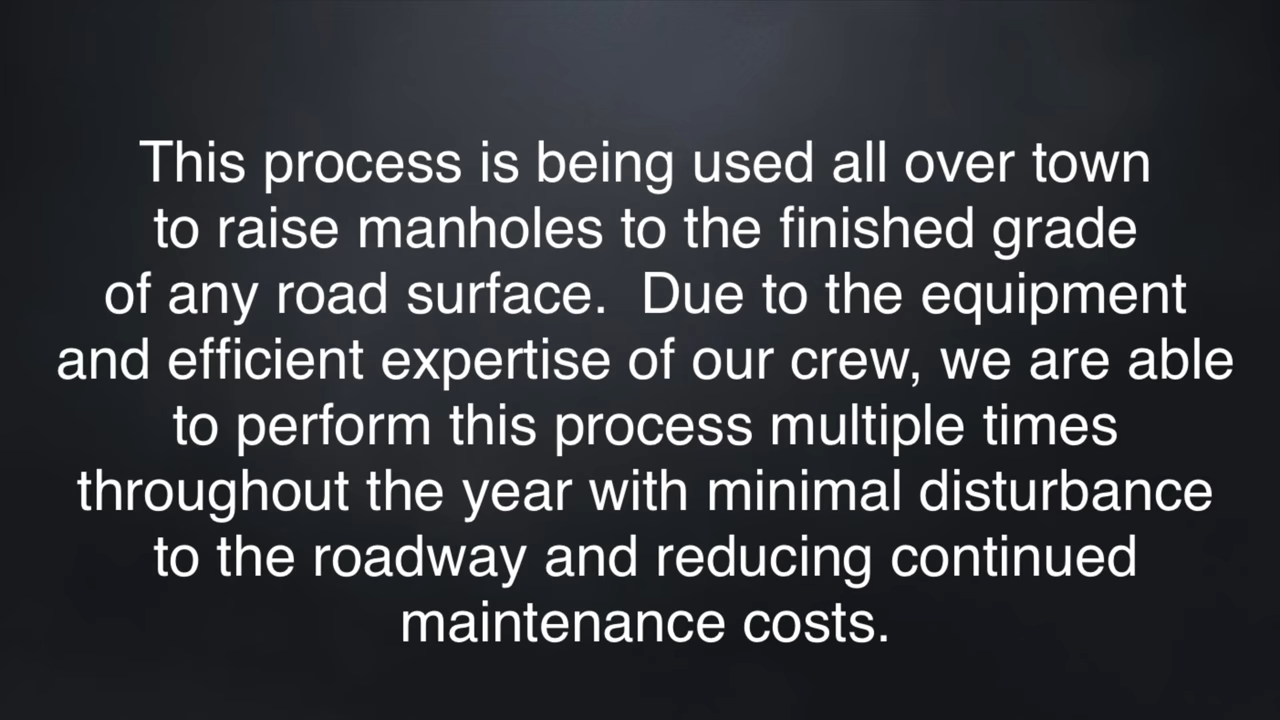 This process is being used all over town
to raise manholes to the finished grade
of any road surface.  Due to the equipment
and efficient expertise of our crew, we are able
to perform this process multiple times
throughout the year with minimal disturbance
to the roadway and reducing continued
maintenance costs.